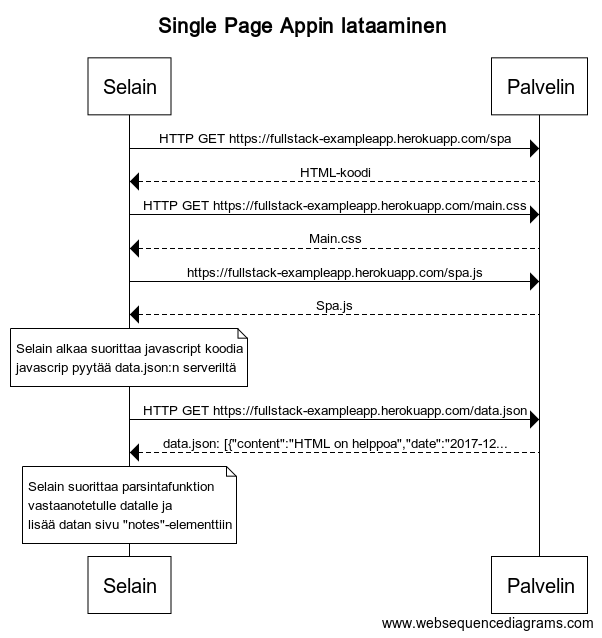 Single Page Appin lataaminen
Selain
Palvelin
HTTP GET https://fullstack-exampleapp.herokuapp.com/spa
HTML-koodi
HTTP GET https://fullstack-exampleapp.herokuapp.com/main.css
Main.css
https://fullstack-exampleapp.herokuapp.com/spa.js
Spa.js
Selain alkaa suorittaa javascript koodia
javascrip pyytää data.json:n serveriltä
HTTP GET https://fullstack-exampleapp.herokuapp.com/data.json
data.json: [{"content":"HTML on helppoa","date":"2017-12...
Selain suorittaa parsintafunktion
vastaanotetulle datalle ja
lisää datan sivu "notes"-elementtiin
Selain
Palvelin
www.websequencediagrams.com